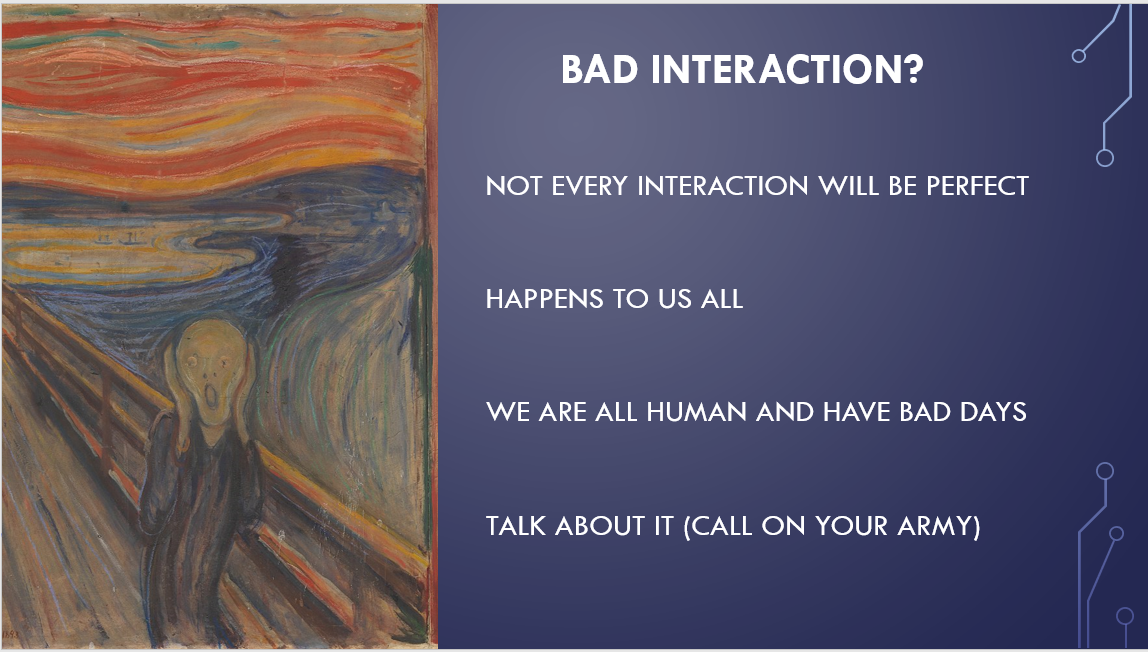 BAD INTERACTION?
NOT EVERY INTERACTION WILL BE PERFECT
HAPPENS TO US ALL
WE ARE ALL HUMAN AND HAVE BAD DAYS
TALK ABOUT IT (CALL ON YOUR ARMY)